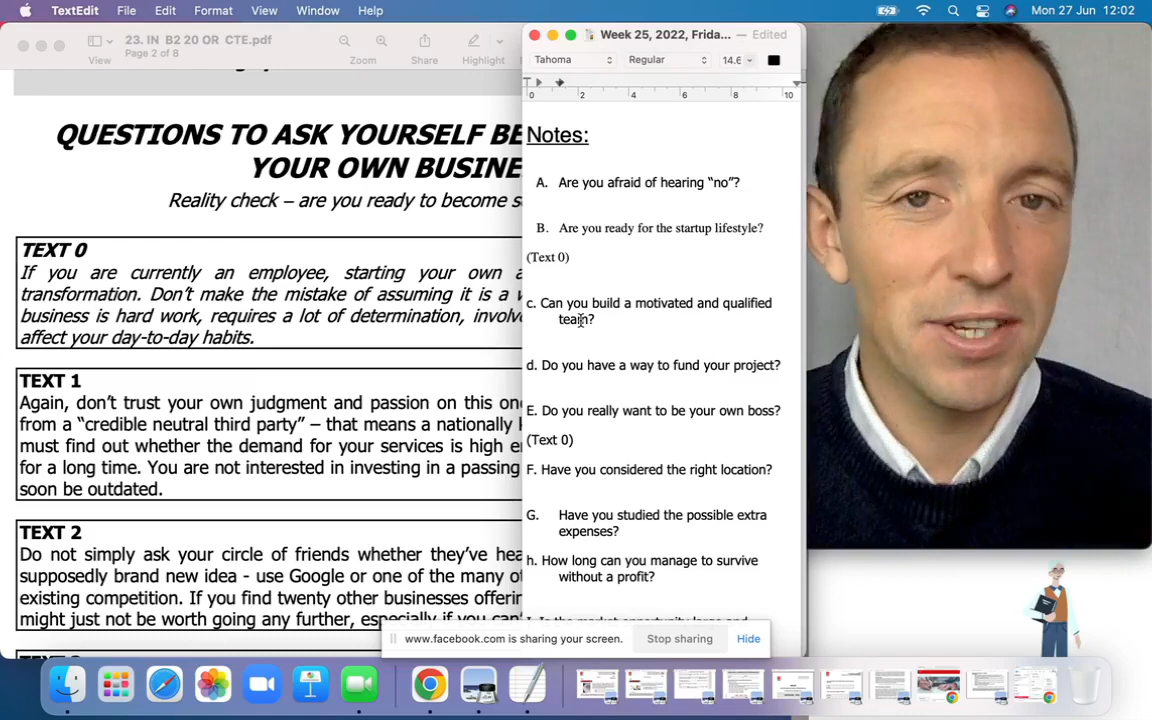 TextEdit File Edit Format View Window Help Mon 27 Jun 12:02
23. IN B2 20 OR CTE.pdf
Page 2 of 8
View Zoom Share Highlight
QUESTIONS TO ASK YOURSELF BE
YOUR OWN BUSINE
Reality check – are you ready to become s
TEXT 0
If you are currently an employee, starting your own a
transformation. Don’t make the mistake of assuming it is a w
business is hard work, requires a lot of determination, involv
affect your day-to-day habits.
TEXT 1
Again, don’t trust your own judgment and passion on this on
from a “credible neutral third party” – that means a nationally k
must find out whether the demand for your services is high e
for a long time. You are not interested in investing in a passing
soon be outdated.
TEXT 2
Do not simply ask your circle of friends whether they’ve hea
supposedly brand new idea - use Google or one of the many ot
existing competition. If you find twenty other businesses offerin
might just not be worth going any further, especially if you can’
Week 25, 2022, Frida... — Edited
Tahoma Regular 14.6
0 2 4 6 8 10
Notes:
A. Are you afraid of hearing “no”?
B. Are you ready for the startup lifestyle?
(Text 0)
c. Can you build a motivated and qualified
team?
d. Do you have a way to fund your project?
E. Do you really want to be your own boss?
(Text 0)
F. Have you considered the right location?
G. Have you studied the possible extra
expenses?
h. How long can you manage to survive
without a profit?
www.facebook.com is sharing your screen. Stop sharing Hide